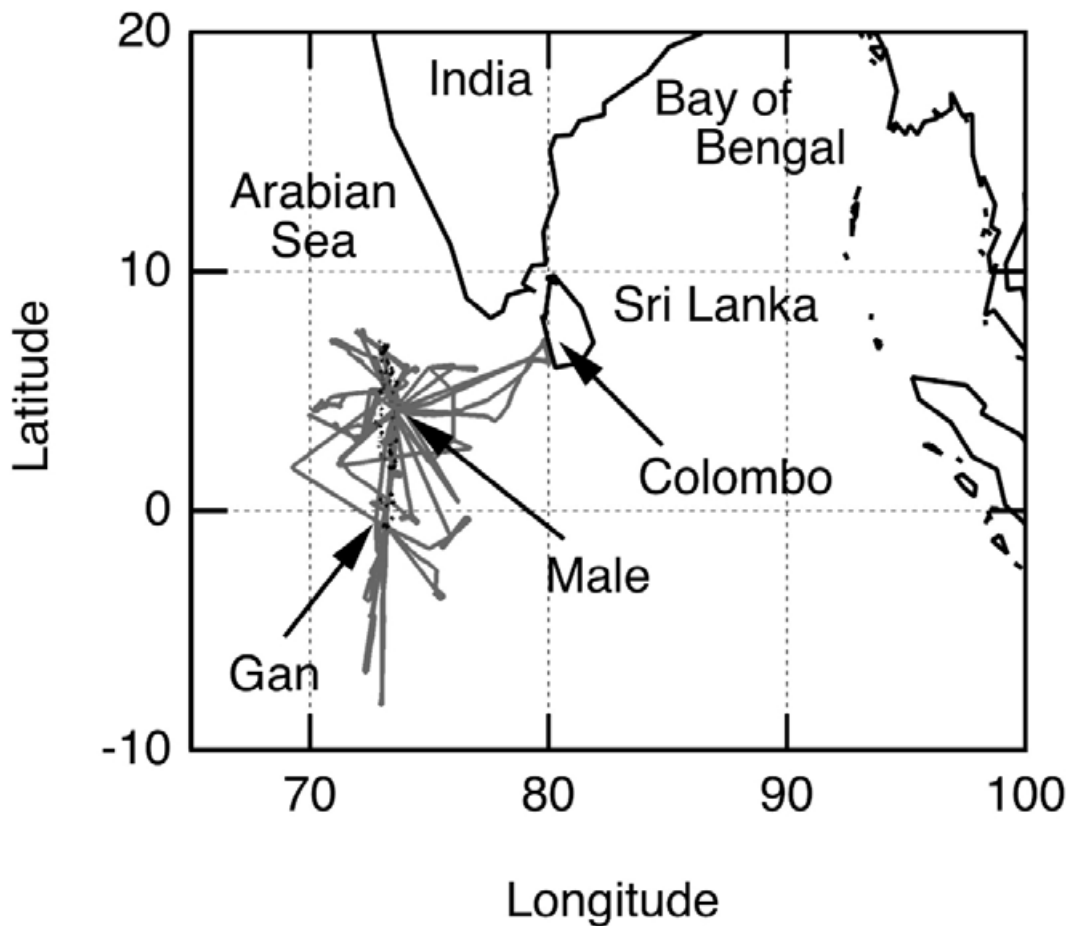 20
India
Bay of
Bengal
Arabian
Sea
10
Sri Lanka
Latitude
Colombo
0
Male
Gan
-10
70
80
90
100
Longitude